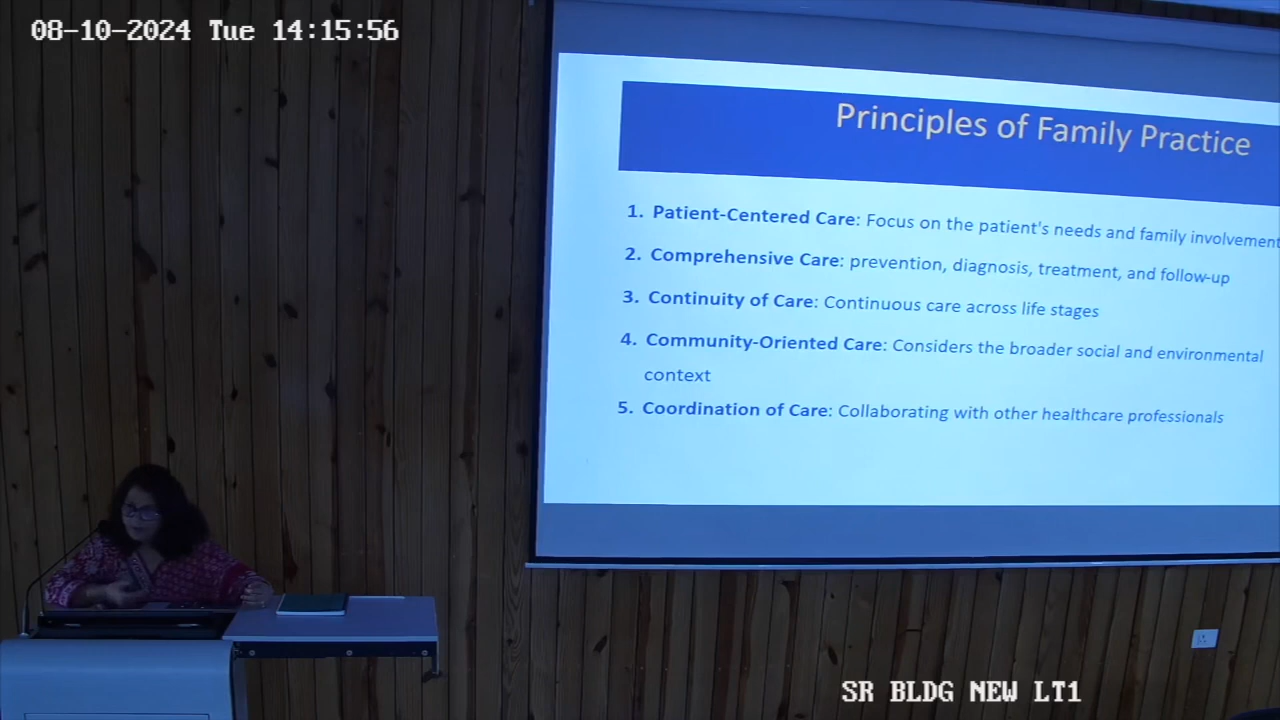 08-10-2024 Tue 14:15:56
Principles of Family Practice
1. Patient-Centered Care: Focus on the patient's needs and family involvement
2. Comprehensive Care: prevention, diagnosis, treatment, and follow-up
3. Continuity of Care: Continuous care across life stages
4. Community-Oriented Care: Considers the broader social and environmental
context
5. Coordination of Care: Collaborating with other healthcare professionals
SR BLDG NEW LT1